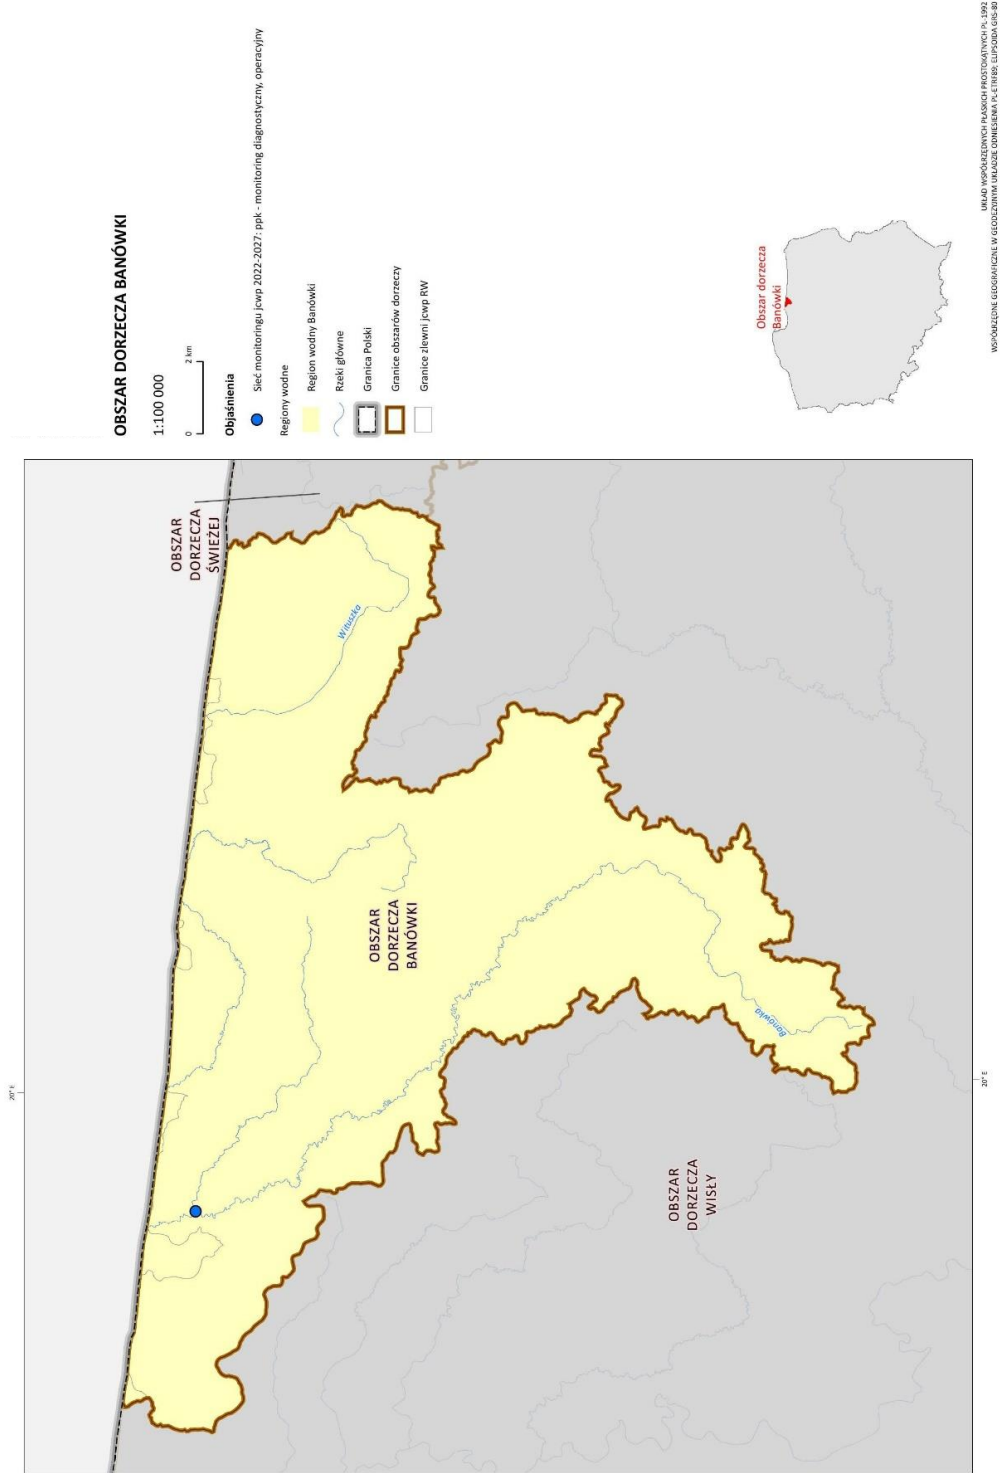 OBSZAR DORZECZA BANÓWKI
1:100 000
0
2 km
Objaśnienia
Sieć monitoringu jcwp 2022-2027: ppk - monitoring diagnostyczny, operacyjny
Regiony wodne
Region wodny Banówki
Rzeki główne
Granica Polski
Granice obszarów dorzeczy
Granice zlewni jcwp RW
Obszar dorzecza
Banówki
UKŁAD WSPÓŁRZĘDNYCH PŁASKICH PROSTOKĄTNYCH PL-1992
WSPÓŁRZĘDNE GEOGRAFICZNE W GEODEZYJNYM UKŁADZIE ODNIESIENIA PL-ETRF89; ELIPSOIDA GRS-80
20° E
OBSZAR
DORZECZA
ŚWIEŻEJ
Wituszka
OBSZAR
DORZECZA
BANÓWKI
Banówka
OBSZAR
DORZECZA
WISŁY
20° E